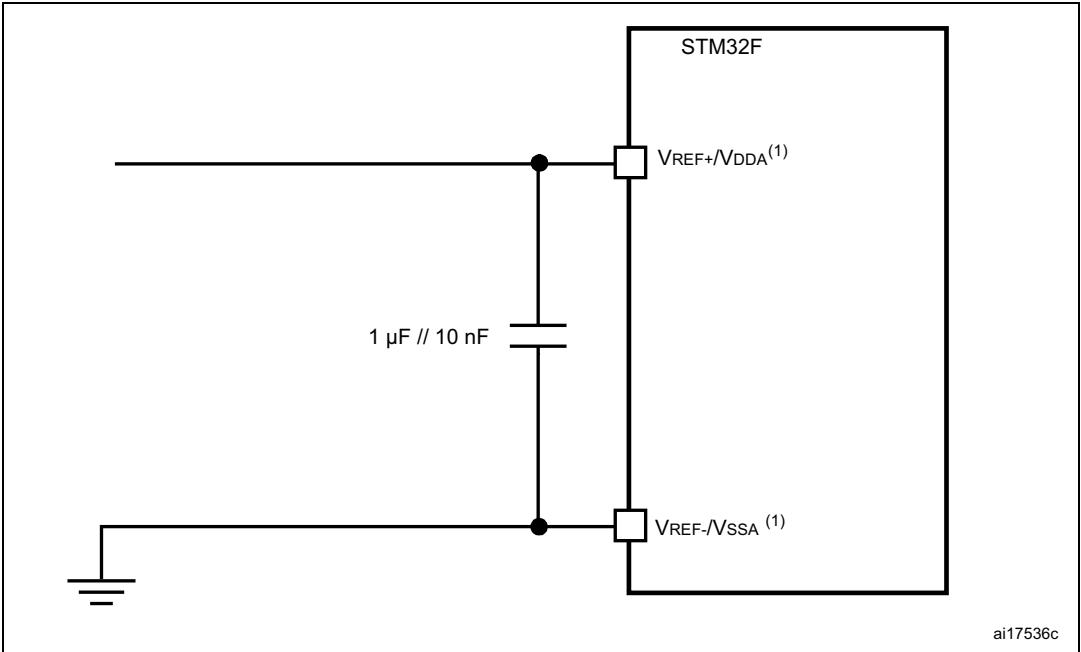 STM32F
VREF+/VDDA(1)
1 µF // 10 nF
VREF-/VSSA (1)
ai17536c